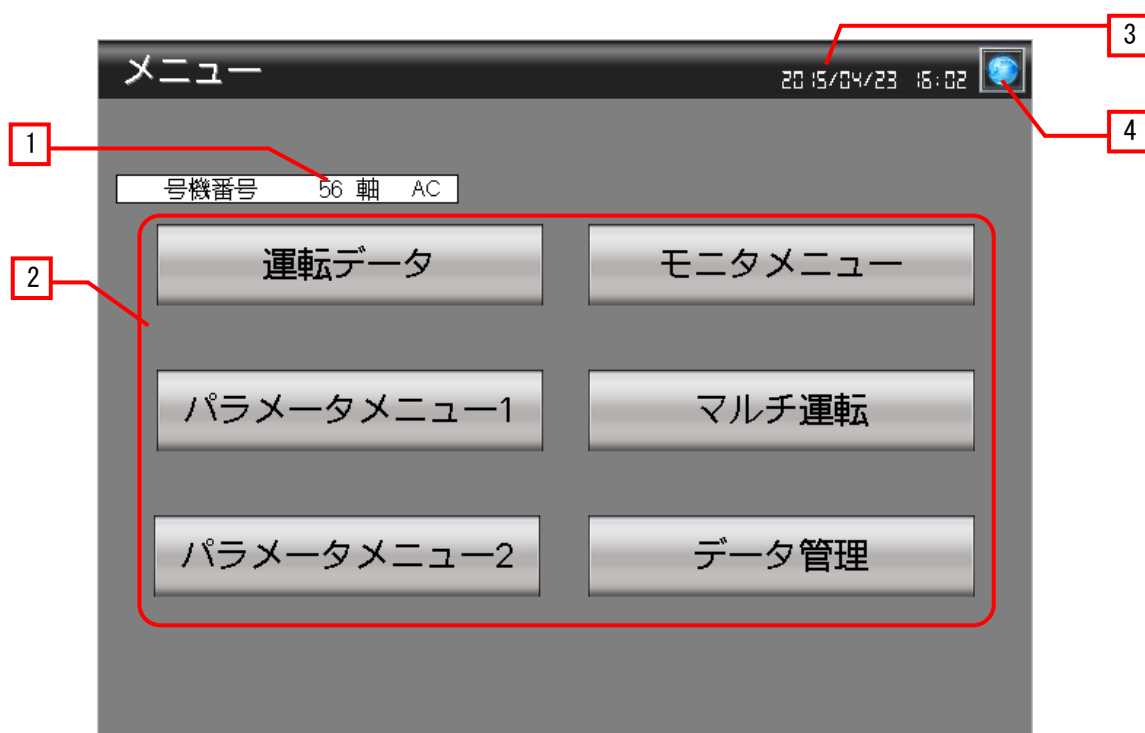 3
メニュー 2015/04/23 16:02
4
1
号機番号 56 軸 AC
2
運転データ モニタメニュー
パラメータメニュー1 マルチ運転
パラメータメニュー2 データ管理